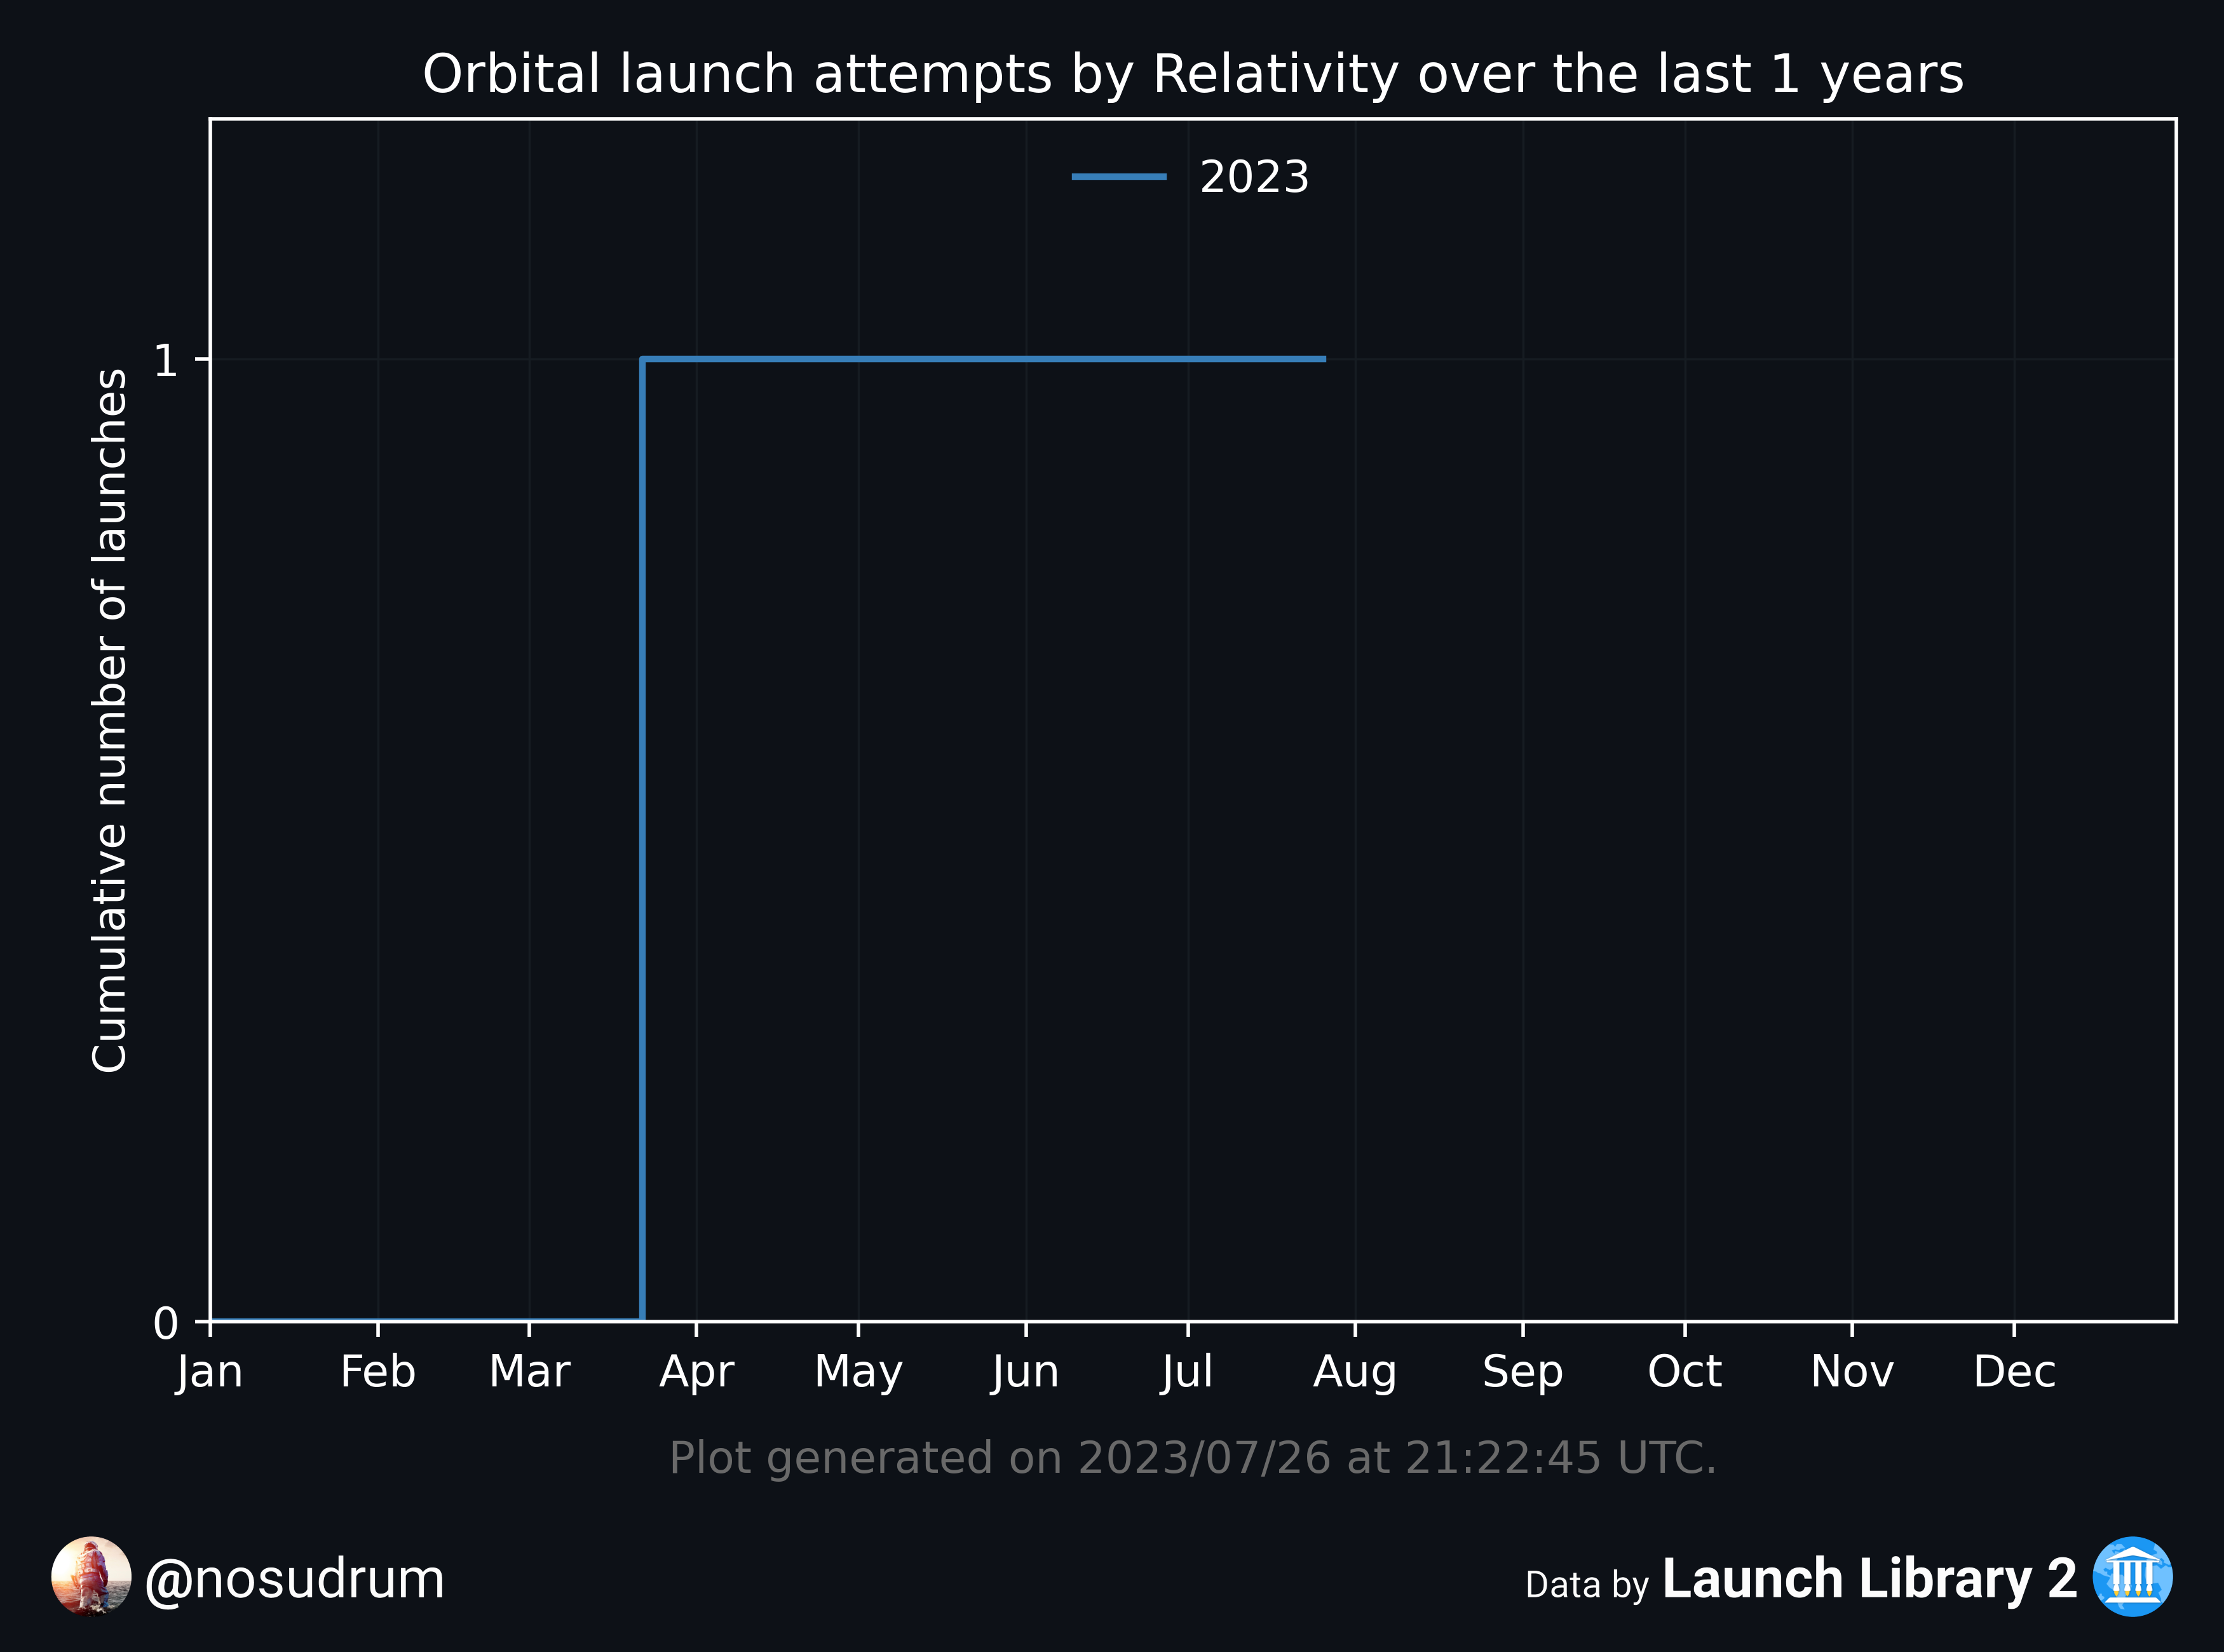 Orbital launch attempts by Relativity over the last 1 years
2023
Cumulative number of launches
1
0
Jan Feb Mar Apr May Jun Jul Aug Sep Oct Nov Dec
Plot generated on 2023/07/26 at 21:22:45 UTC.
@nosudrum
Data by Launch Library 2